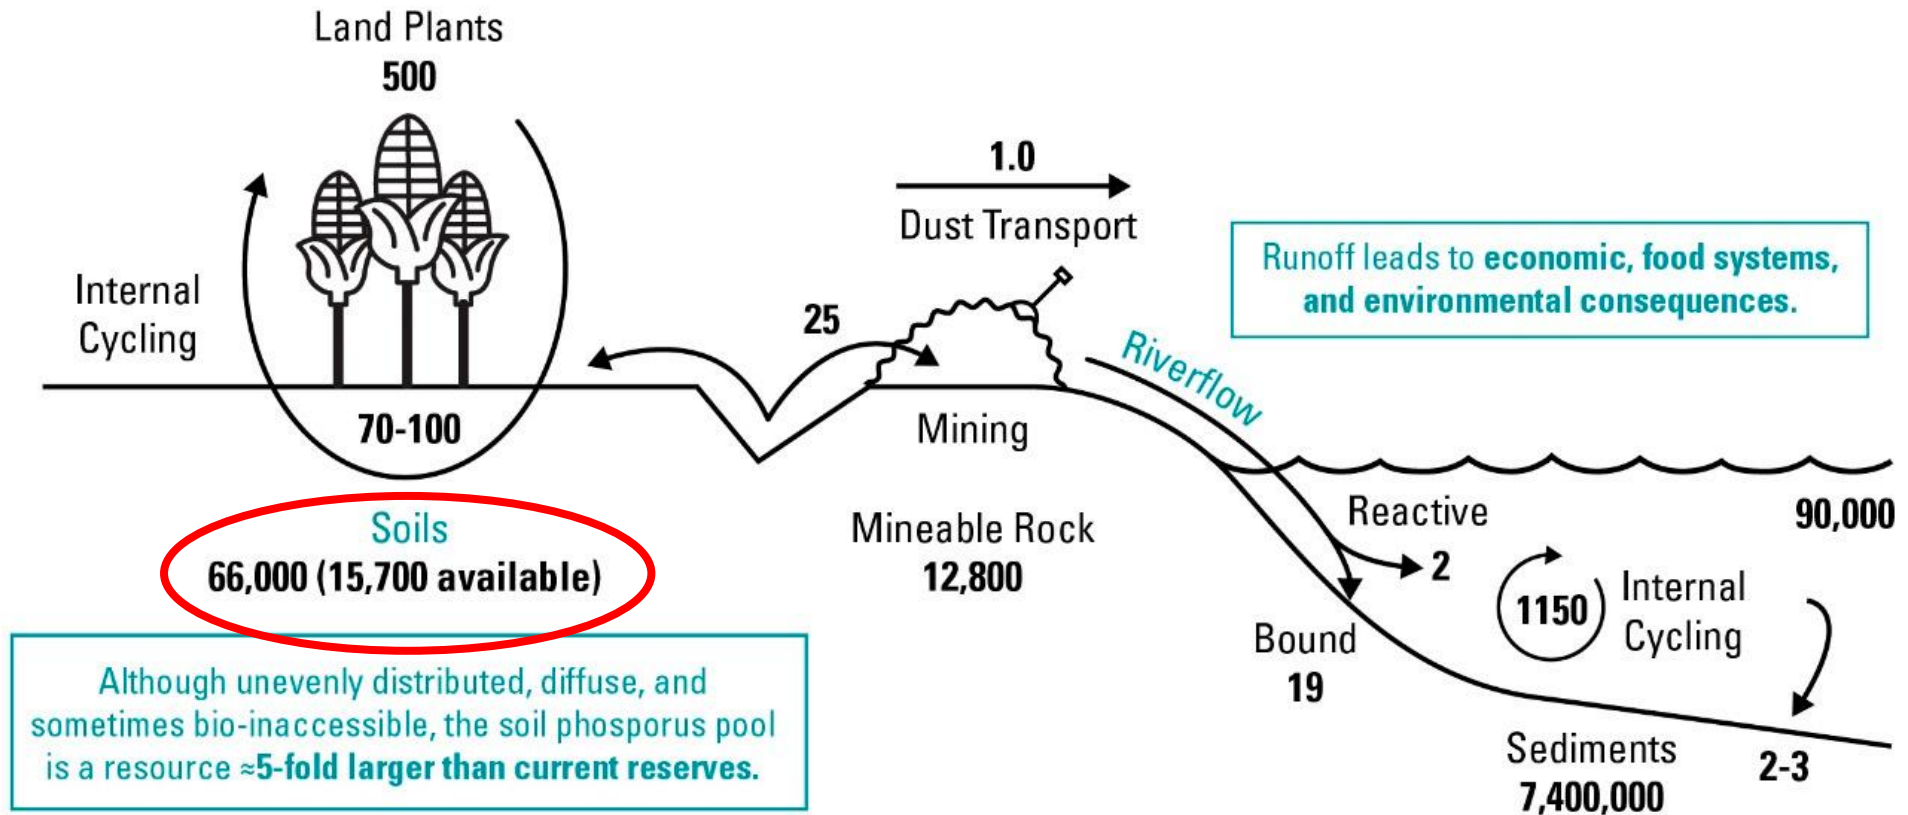 Land Plants
500
Internal
Cycling
70-100
Soils
66,000 (15,700 available)
Although unevenly distributed, diffuse, and
sometimes bio-inaccessible, the soil phosporus pool
is a resource ≈5-fold larger than current reserves.
25
1.0
Dust Transport
Mining
Mineable Rock
12,800
Runoff leads to economic, food systems,
and environmental consequences.
Riverflow
Reactive
2
Bound
19
90,000
1150
Internal
Cycling
Sediments
7,400,000
2-3